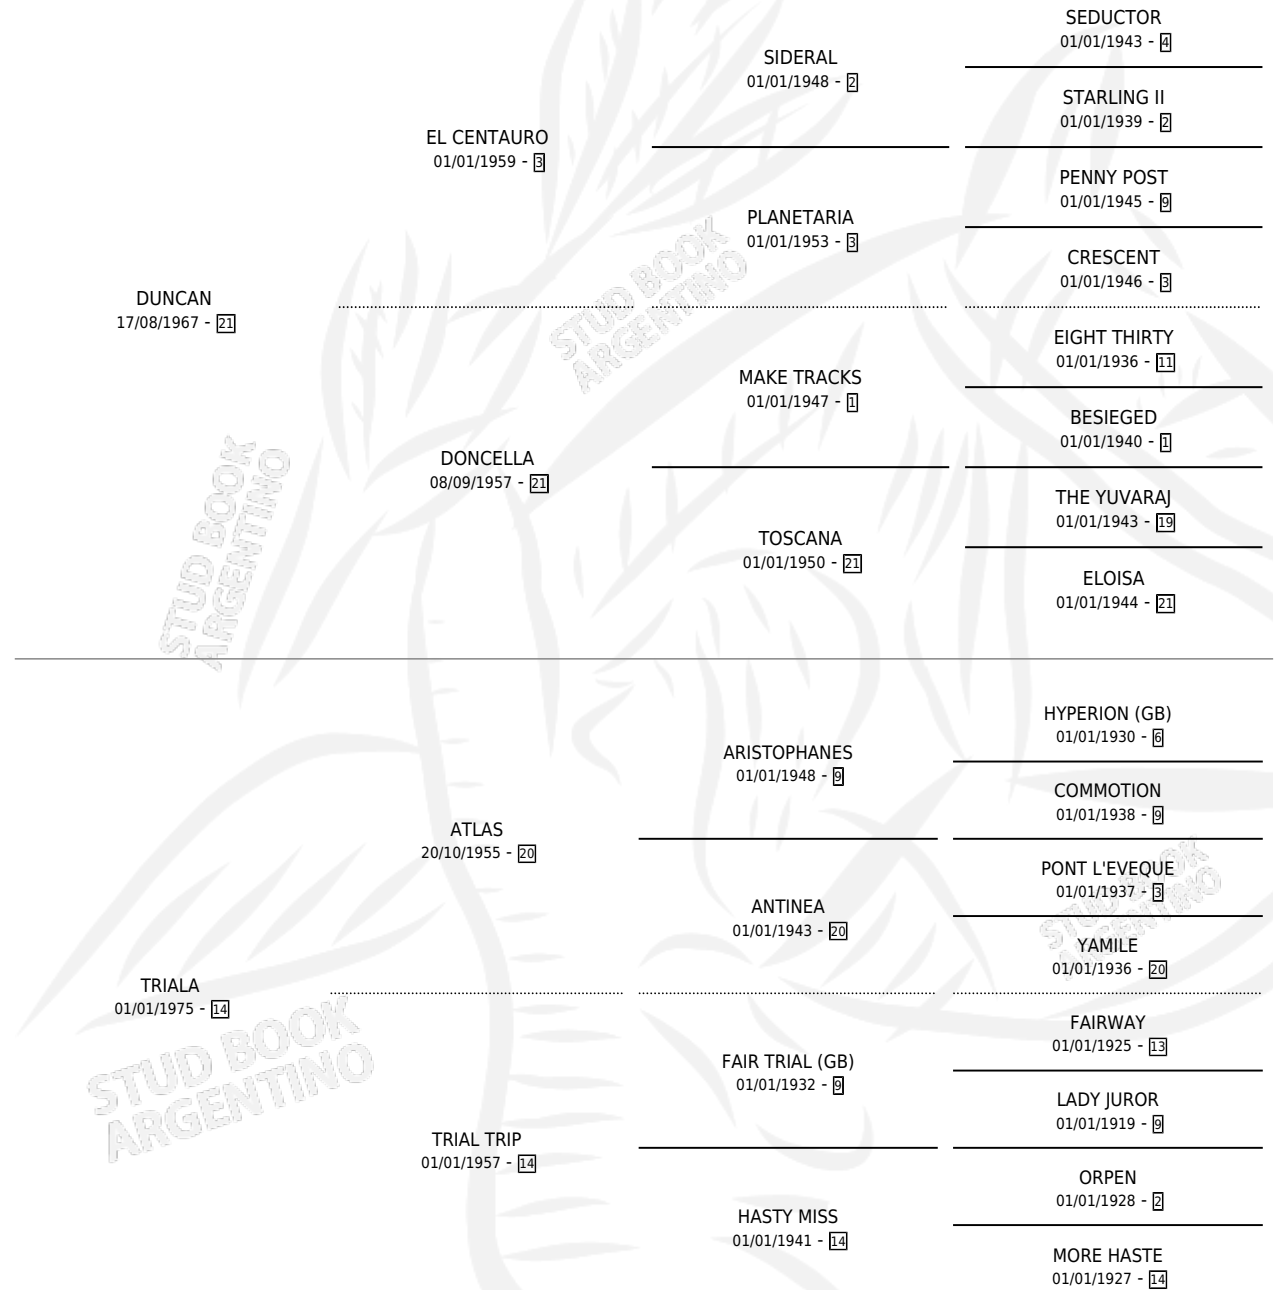 SEDUCTOR
01/01/1943 - 4
SIDERAL
01/01/1948 - 2
STARLING II
01/01/1939 - 2
EL CENTAURO
01/01/1959 - 3
PENNY POST
01/01/1945 - 9
PLANETARIA
01/01/1953 - 3
CRESCENT
01/01/1946 - 3
DUNCAN
17/08/1967 - 21
EIGHT THIRTY
01/01/1936 - 11
MAKE TRACKS
01/01/1947 - 1
BESIEGED
01/01/1940 - 1
DONCELLA
08/09/1957 - 21
THE YUVARAJ
01/01/1943 - 19
TOSCANA
01/01/1950 - 21
ELOISA
01/01/1944 - 21
STUD BOOK
ARGENTINO
STUD BOOK
ARGENTINO
HYPERION (GB)
01/01/1930 - 6
ARISTOPHANES
01/01/1948 - 9
COMMOTION
01/01/1938 - 9
ATLAS
20/10/1955 - 20
PONT L'EVEQUE
01/01/1937 - 3
ANTINEA
01/01/1943 - 20
YAMILE
01/01/1936 - 20
STUD BOOK
ARGENTINO
TRIALA
01/01/1975 - 14
FAIRWAY
01/01/1925 - 13
FAIR TRIAL (GB)
01/01/1932 - 9
LADY JUROR
01/01/1919 - 9
STUD BOOK
ARGENTINO
TRIAL TRIP
01/01/1957 - 14
ORPEN
01/01/1928 - 2
HASTY MISS
01/01/1941 - 14
MORE HASTE
01/01/1927 - 14